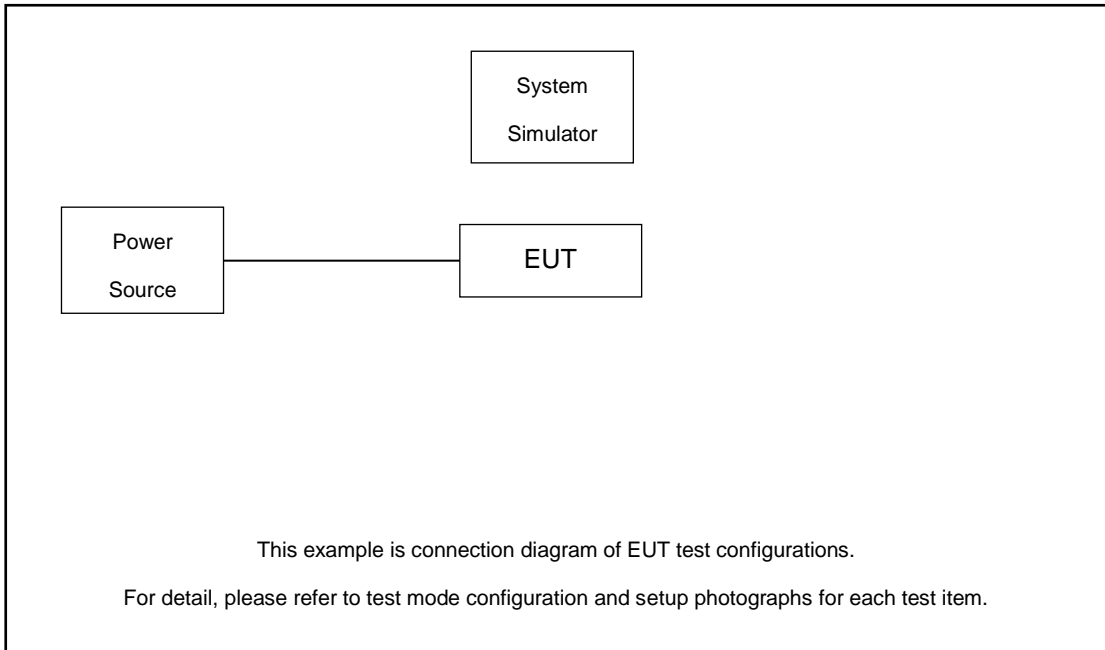 System
Simulator
Power
Source
EUT
This example is connection diagram of EUT test configurations.
For detail, please refer to test mode configuration and setup photographs for each test item.